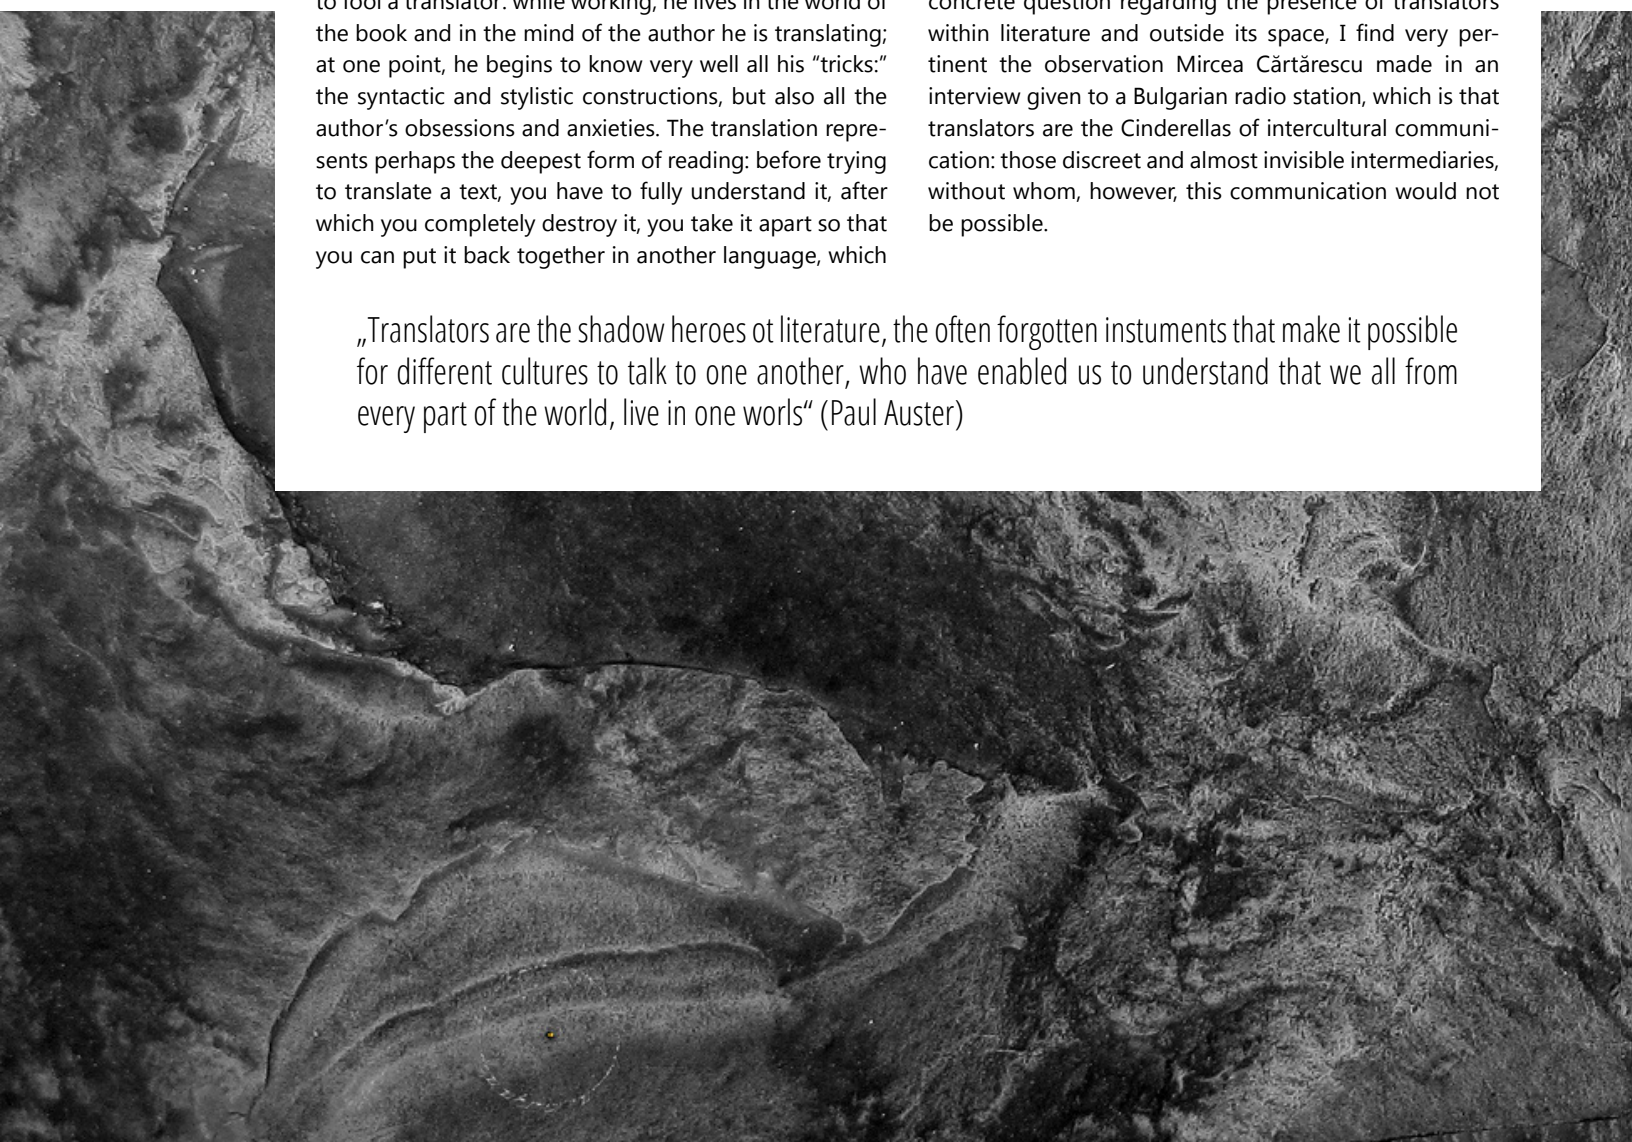 to fool a translator: while working, he lives in the world of
the book and in the mind of the author he is translating;
at one point, he begins to know very well all his “tricks:”
the syntactic and stylistic constructions, but also all the
author’s obsessions and anxieties. The translation repre-
sents perhaps the deepest form of reading: before trying
to translate a text, you have to fully understand it, after
which you completely destroy it, you take it apart so that
you can put it back together in another language, which
concrete question regarding the presence of translators
within literature and outside its space, I find very per-
tinent the observation Mircea Cărtărescu made in an
interview given to a Bulgarian radio station, which is that
translators are the Cinderellas of intercultural communi-
cation: those discreet and almost invisible intermediaries,
without whom, however, this communication would not
be possible.
„Translators are the shadow heroes ot literature, the often forgotten instuments that make it possible
for different cultures to talk to one another, who have enabled us to understand that we all from
every part of the world, live in one worls“ (Paul Auster)